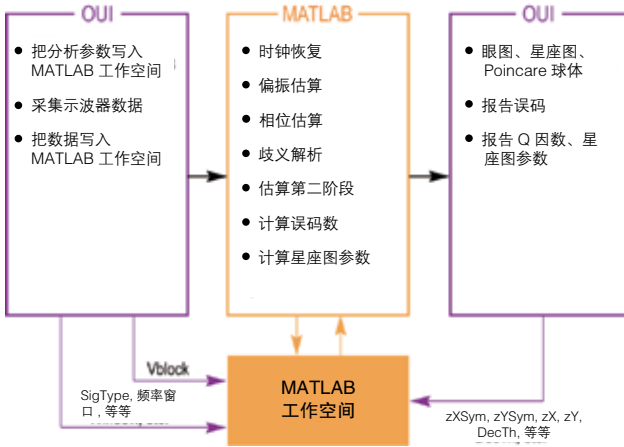 OUI
● 把分析参数写入
MATLAB 工作空间
● 采集示波器数据
● 把数据写入
MATLAB 工作空间
MATLAB
● 时钟恢复
● 偏振估算
● 相位估算
● 歧义解析
● 估算第二阶段
● 计算误码数
● 计算星座图参数
OUI
● 眼图、星座图、
Poincare 球体
● 报告误码
● 报告 Q 因数、星
座图参数
Vblock
SigType, 频率窗
口 , 等等
MATLAB
工作空间
zXSym, zYSym, zX, zY,
DecTh, 等等